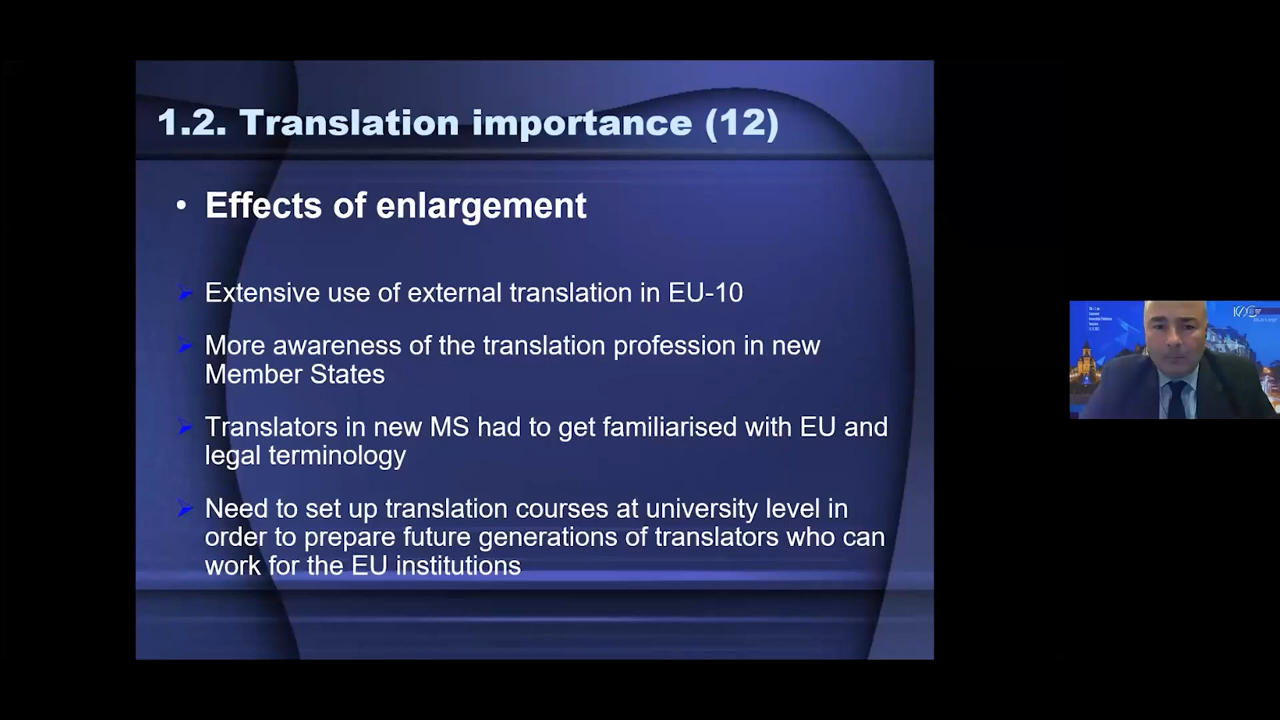 1.2. Translation importance (12)
• Effects of enlargement
Extensive use of external translation in EU-10
More awareness of the translation profession in new
Member States
Translators in new MS had to get familiarised with EU and
legal terminology
Need to set up translation courses at university level in
order to prepare future generations of translators who can
work for the EU institutions